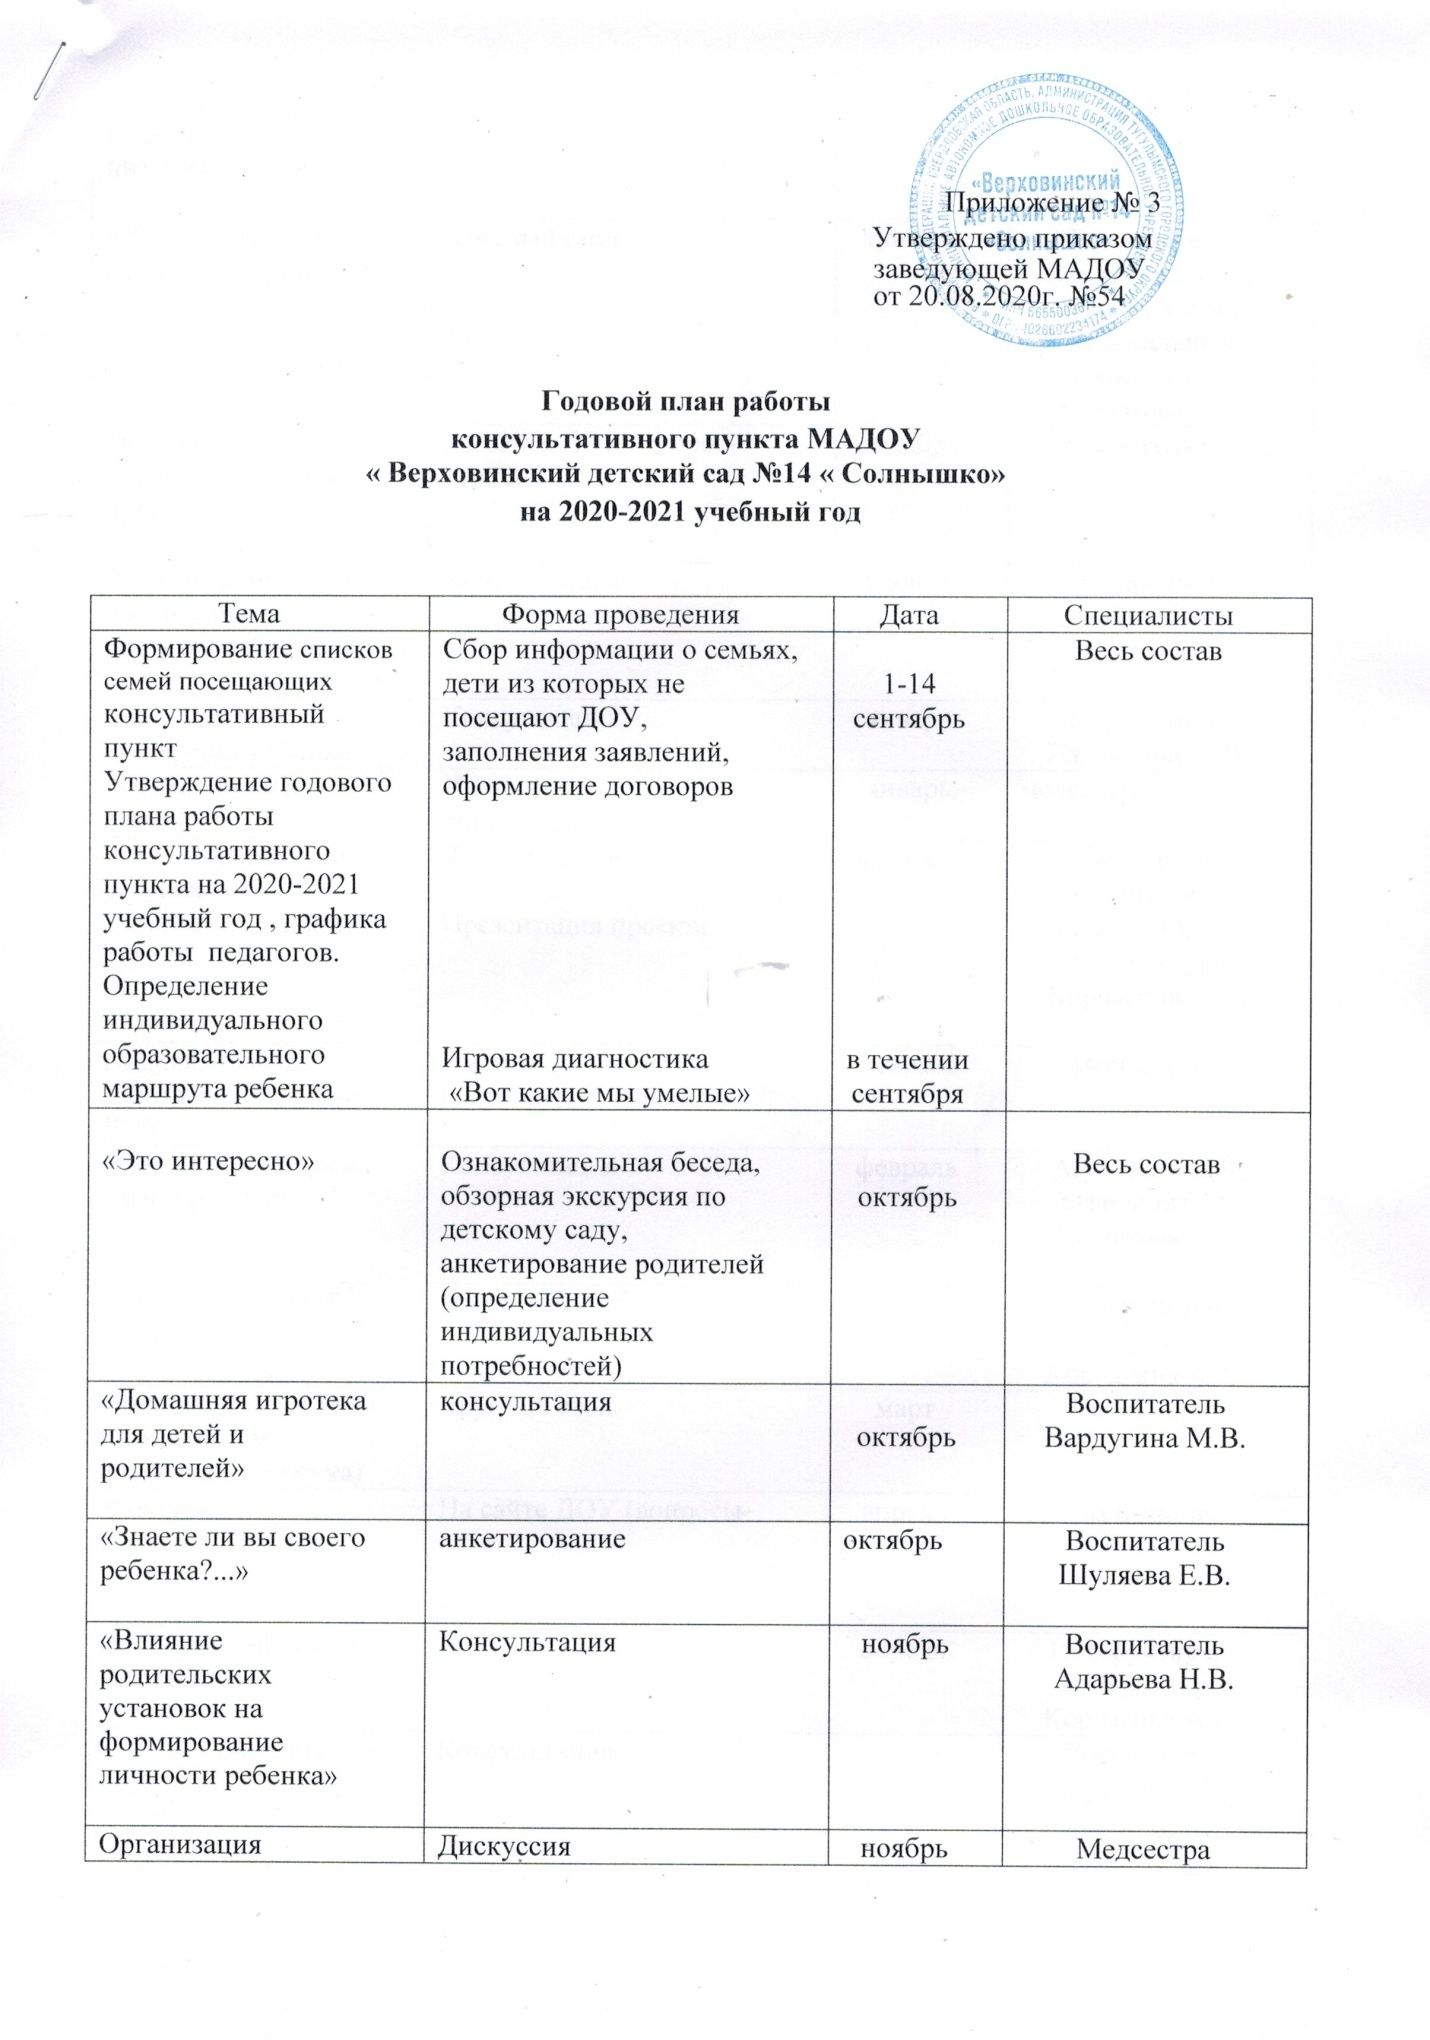 «Верховинский
детский сад №14
Приложение № 3
Утверждено приказом
заведующей МАДОУ
от 20.08.2020г. №54
Годовой план работы
консультативного пункта МАДОУ
« Верховинский детский сад №14 « Солнышко»
на 2020-2021 учебный год
Тема
Форма проведения
Дата
Специалисты
Формирование списков
семей посещающих
консультативный
пункт
Утверждение годового
плана работы
консультативного
пункта на 2020-2021
учебный год , графика
работы педагогов.
Определение
индивидуального
образовательного
маршрута ребенка
Сбор информации о семьях,
дети из которых не
посещают ДОУ,
заполнения заявлений,
оформление договоров
Игровая диагностика
«Вот какие мы умелые»
1-14
сентябрь
в течении
сентября
Весь состав
«Это интересно»
Ознакомительная беседа,
обзорная экскурсия по
детскому саду,
анкетирование родителей
(определение
индивидуальных
потребностей)
октябрь
Весь состав
«Домашняя игротека
для детей и
родителей»
консультация
октябрь
Воспитатель
Вардугина М.В.
«Знаете ли вы своего
ребенка?...»
анкетирование
октябрь
Воспитатель
Шуляева Е.В.
«Влияние
родительских
установок на
формирование
личности ребенка»
Консультация
ноябрь
Воспитатель
Адарьева Н.В.
Организация
Дискуссия
ноябрь
Медсестра